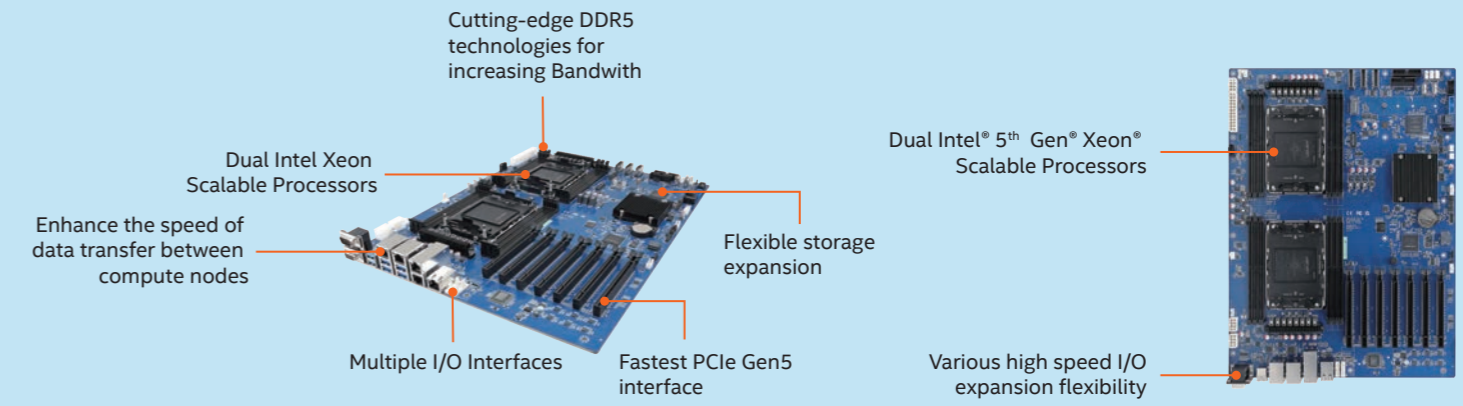 Cutting-edge DDR5
technologies for
increasing Bandwith
Dual Intel Xeon
Scalable Processors
Enhance the speed of
data transfer between
compute nodes
Flexible storage
expansion
Multiple I/O Interfaces
Fastest PCIe Gen5
interface
Dual Intel® 5th Gen® Xeon®
Scalable Processors
Various high speed I/O
expansion flexibility